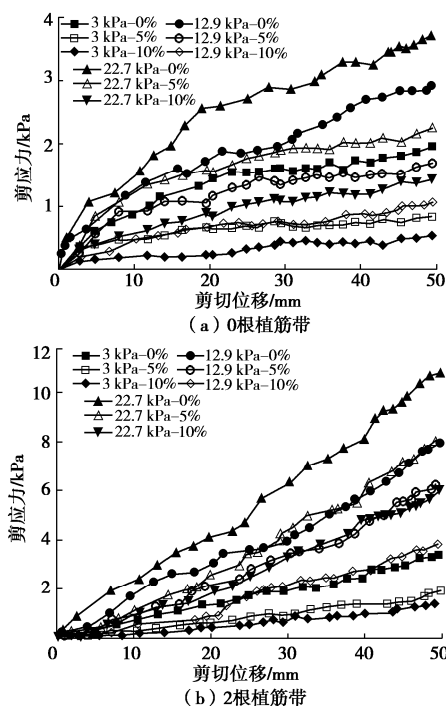 4
3 kPa–0% 12.9 kPa–0%
3 kPa–5% 12.9 kPa–5%
3 kPa–10% 12.9 kPa–10%
22.7 kPa–0%
3
22.7 kPa–5%
22.7 kPa–10%
2
1
剪应力/kPa
0 10 20 30 40 50
剪切位移/mm
(a) 0根植筋带
12
3 kPa–0% 12.9 kPa–0%
3 kPa–5% 12.9 kPa–5%
10
3 kPa–10% 12.9 kPa–10%
22.7 kPa–0%
22.7 kPa–5%
8
22.7 kPa–10%
6
4
2
剪应力/kPa
0 10 20 30 40 50
剪切位移/mm
(b) 2根植筋带